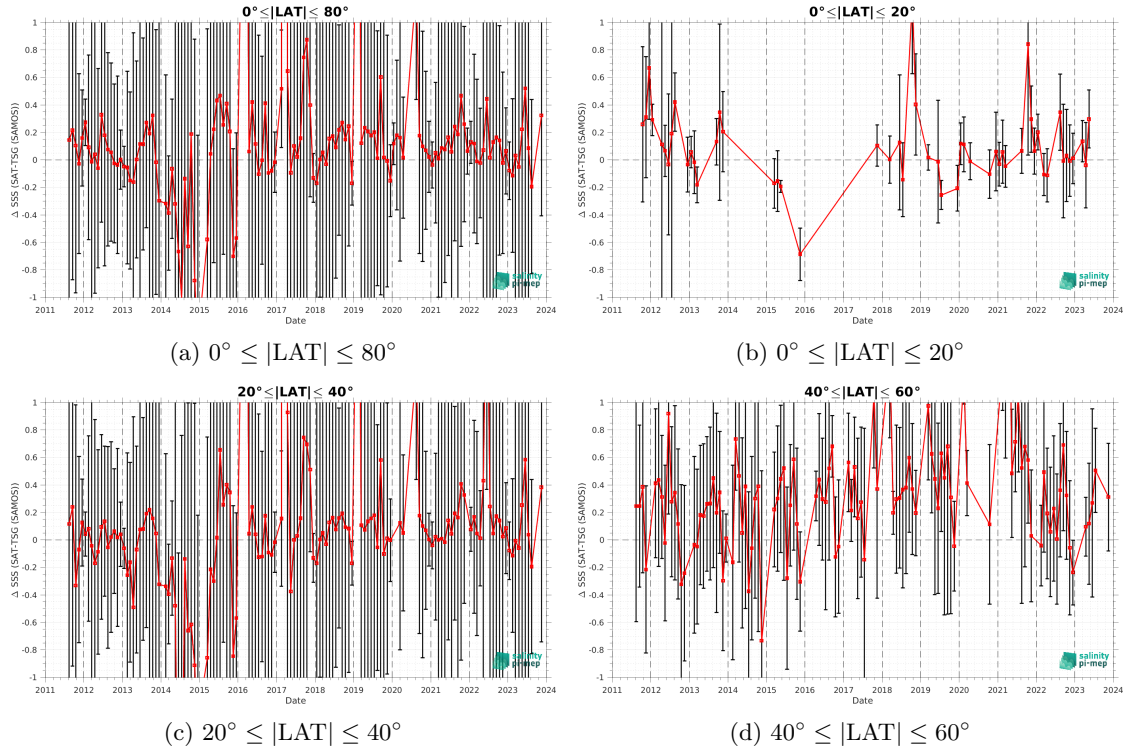 0°≤|LAT|≤ 80°
Δ SSS (SAT-TSG (SAMOS))
1
0.8
0.6
0.4
0.2
0
-0.2
-0.4
-0.6
-0.8
-1
2011 2012 2013 2014 2015 2016 2017 2018 2019 2020 2021 2022 2023 2024
Date
salinity
pi-mep
(a) 0° ≤ |LAT| ≤ 80°
0°≤|LAT|≤ 20°
Δ SSS (SAT-TSG (SAMOS))
1
0.8
0.6
0.4
0.2
0
-0.2
-0.4
-0.6
-0.8
-1
2011 2012 2013 2014 2015 2016 2017 2018 2019 2020 2021 2022 2023 2024
Date
salinity
pi-mep
(b) 0° ≤ |LAT| ≤ 20°
20°≤|LAT|≤ 40°
Δ SSS (SAT-TSG (SAMOS))
1
0.8
0.6
0.4
0.2
0
-0.2
-0.4
-0.6
-0.8
-1
2011 2012 2013 2014 2015 2016 2017 2018 2019 2020 2021 2022 2023 2024
Date
salinity
pi-mep
(c) 20° ≤ |LAT| ≤ 40°
40°≤|LAT|≤ 60°
Δ SSS (SAT-TSG (SAMOS))
1
0.8
0.6
0.4
0.2
0
-0.2
-0.4
-0.6
-0.8
-1
2011 2012 2013 2014 2015 2016 2017 2018 2019 2020 2021 2022 2023 2024
Date
salinity
pi-mep
(d) 40° ≤ |LAT| ≤ 60°